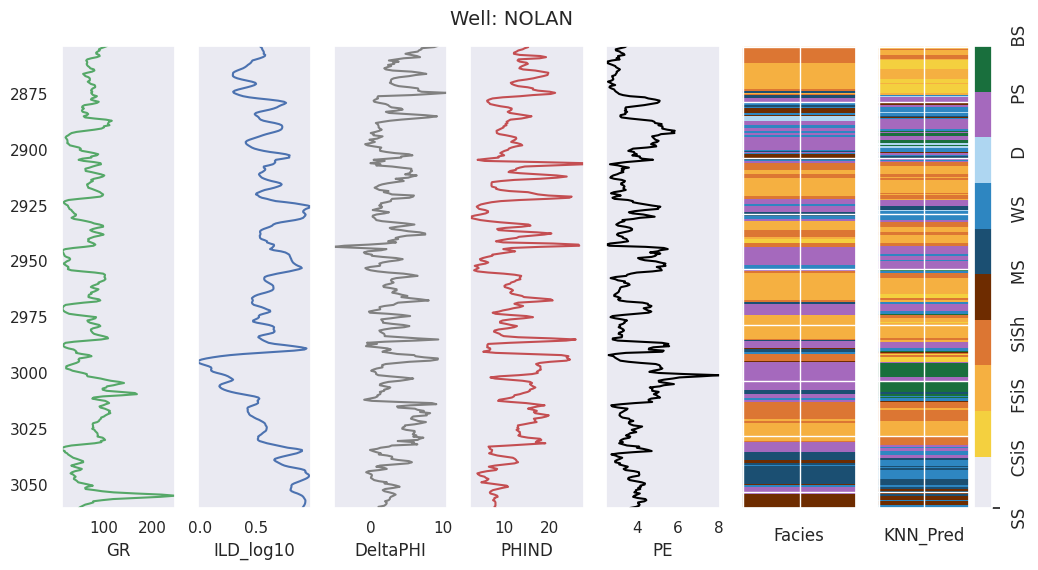 Well: NOLAN
2875
2900
2925
2950
2975
3000
3025
3050
100 200
0.0 0.5
0 10
10 20
4 6 8
GR
ILD_log10
DeltaPHI
PHIND
PE
Facies
KNN_Pred
SS CSiS FSiS SiSh MS WS D PS BS